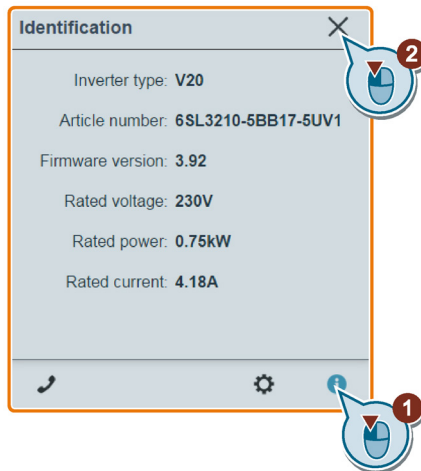 Identification
2
Inverter type: V20
Article number: 6SL3210-5BB17-5UV1
Firmware version: 3.92
Rated voltage: 230V
Rated power: 0.75kW
Rated current: 4.18A
1